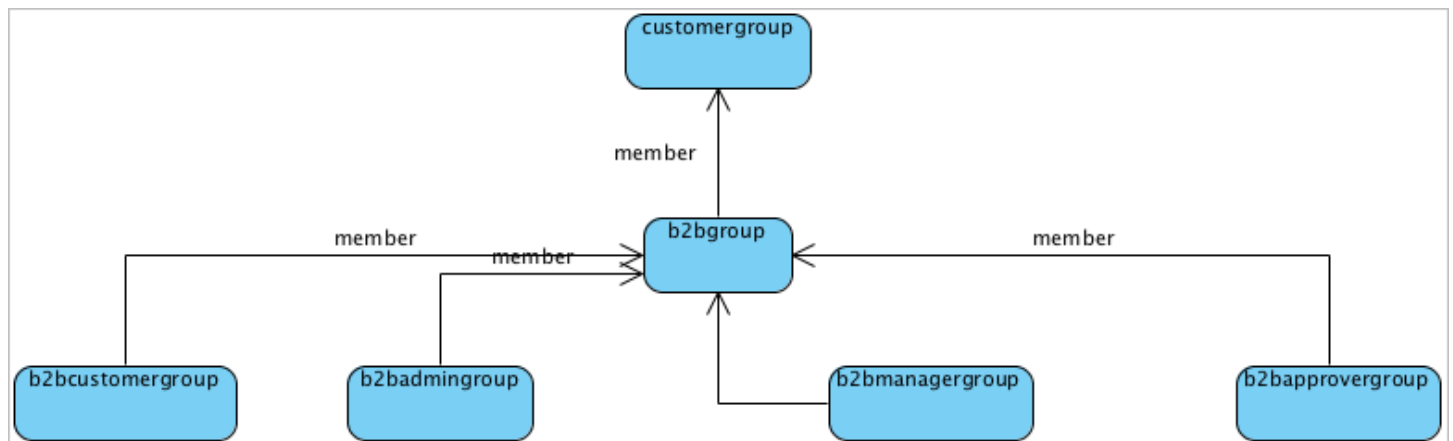 customergroup
member
b2bgroup
member
member
member
b2bcustomergroup
b2badmingroup
b2bmanagergroup
b2bapprovergroup